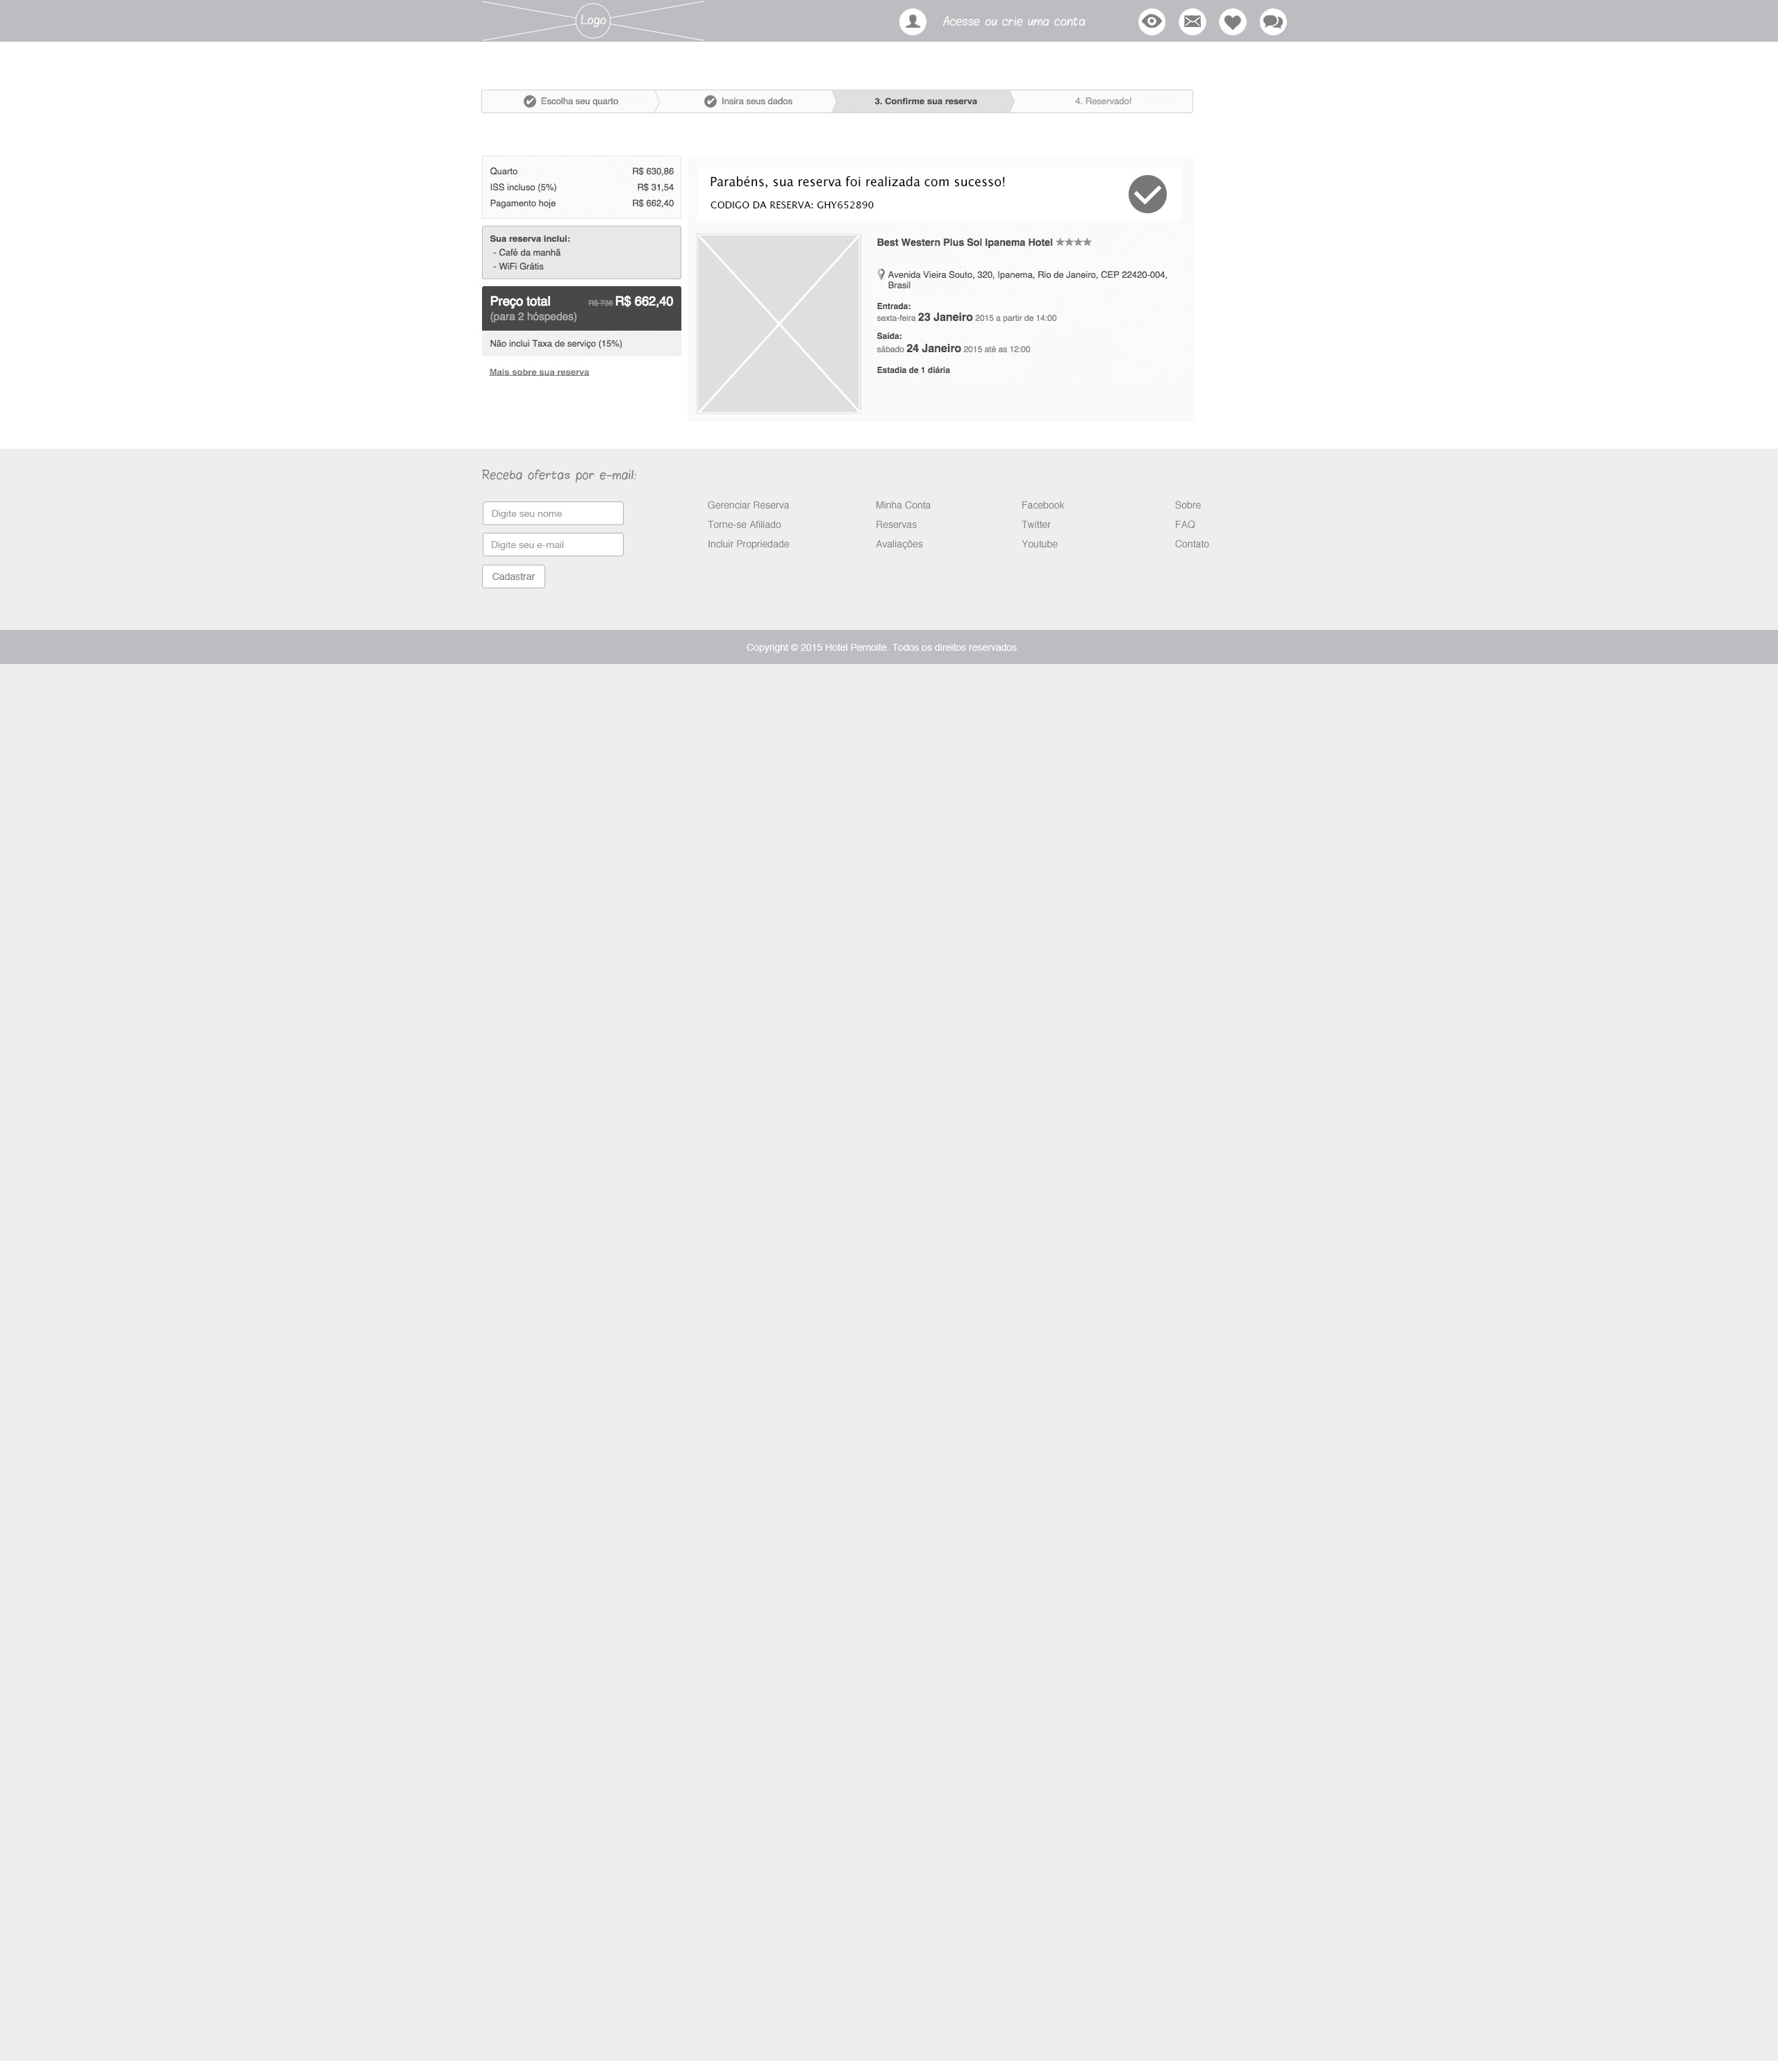 Logo
Acesse ou crie uma conta
Escolha seu quarto
Insira seus dados
3. Confirme sua reserva
4. Reservado!
Quarto R$ 630,86
ISS incluso (5%) R$ 31,54
Pagamento hoje R$ 662,40
Sua reserva inclui:
- Café da manhã
- WiFi Grátis
Preço total R$ 736 R$ 662,40
(para 2 hóspedes)
Não inclui Taxa de serviço (15%)
Mais sobre sua reserva
Parabéns, sua reserva foi realizada com sucesso!
CODIGO DA RESERVA: GHY652890
Best Western Plus Sol Ipanema Hotel
Avenida Vieira Souto, 320, Ipanema, Rio de Janeiro, CEP 22420-004,
Brasil
Entrada:
sexta-feira 23 Janeiro 2015 a partir de 14:00
Saída:
sábado 24 Janeiro 2015 até as 12:00
Estadia de 1 diária
Receba ofertas por e-mail:
Digite seu nome
Digite seu e-mail
Cadastrar
Gerenciar Reserva
Torne-se Afiliado
Incluir Propriedade
Minha Conta
Reservas
Avaliações
Facebook
Twitter
Youtube
Sobre
FAQ
Contato
Copyright © 2015 Hotel Pernoite. Todos os direitos reservados.